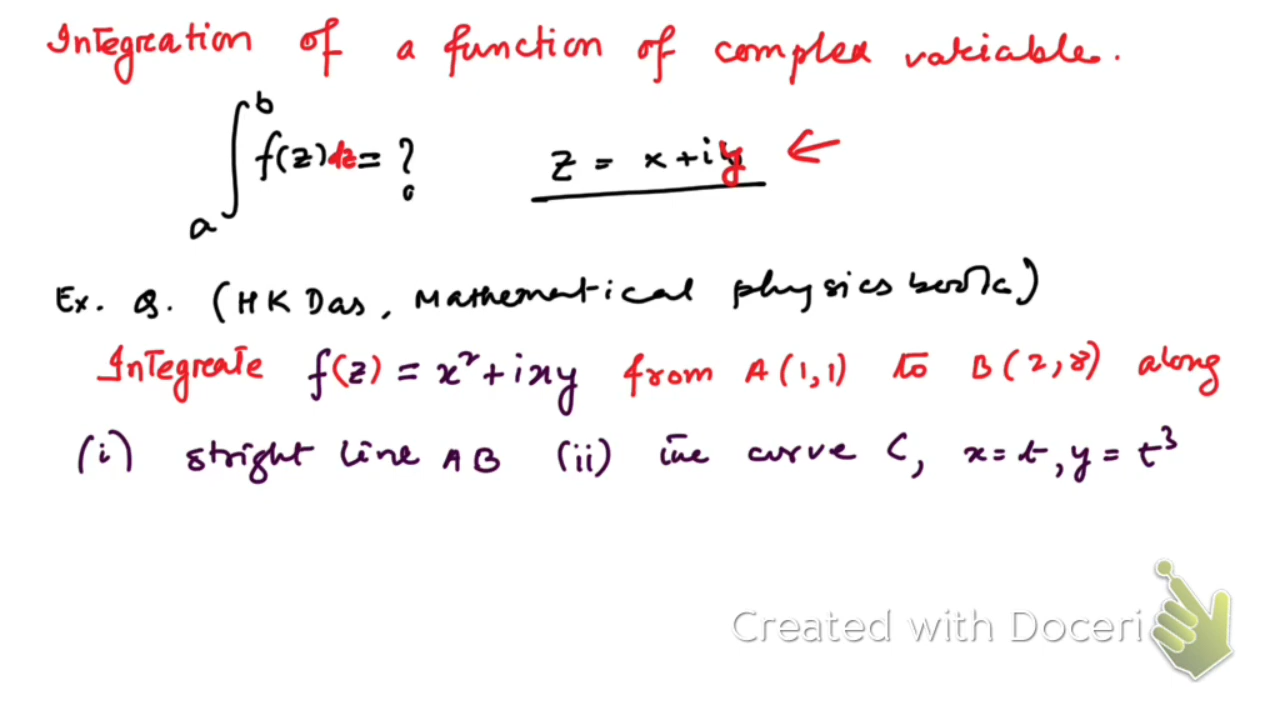 Integration of a function of complex variable.
∫_a^b f(z)dz = ? z = x+iy ←
Ex. Q. (HK Das, Mathematical physics book)
Integrate f(z) = x²+ixy from A(1,1) to B(2,8) along
(i) stright line AB (ii) the curve C, x=t, y=t³
Created with Doceri